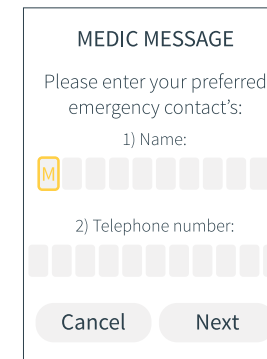 MEDIC MESSAGE
Please enter your preferred
emergency contact's:
1) Name:
M
2) Telephone number:
Cancel
Next